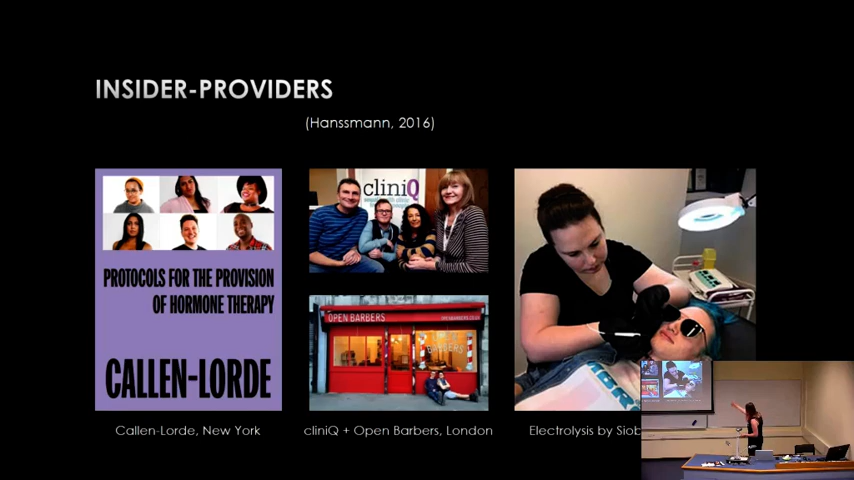 INSIDER-PROVIDERS
(Hanssmann, 2016)
PROTOCOLS FOR THE PROVISION
OF HORMONE THERAPY
CALLEN-LORDE
cliniQ
OPEN BARBERS
BARBERS
Callen-Lorde, New York
cliniQ + Open Barbers, London
Electrolysis by